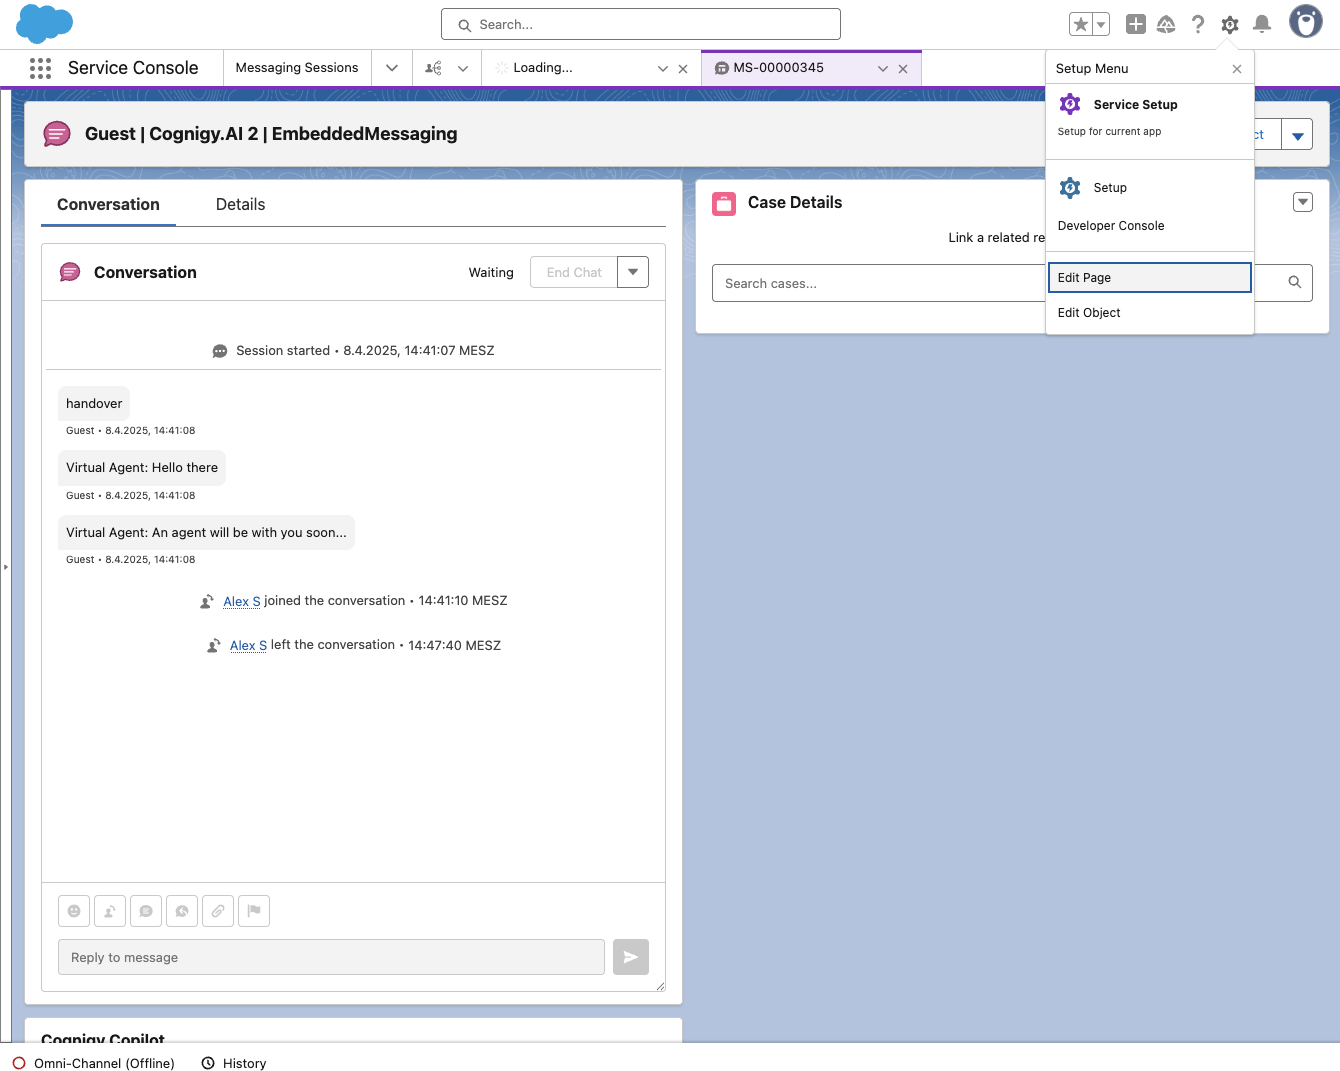 Search...
Service Console
Messaging Sessions
Loading...
MS-00000345
Setup Menu
Service Setup
Setup for current app
Setup
Developer Console
Edit Page
Edit Object
Guest | Cognigy.AI 2 | EmbeddedMessaging
ct
Conversation
Details
Conversation
Waiting
End Chat
Session started • 8.4.2025, 14:41:07 MESZ
handover
Guest • 8.4.2025, 14:41:08
Virtual Agent: Hello there
Guest • 8.4.2025, 14:41:08
Virtual Agent: An agent will be with you soon...
Guest • 8.4.2025, 14:41:08
Alex S joined the conversation • 14:41:10 MESZ
Alex S left the conversation • 14:47:40 MESZ
Reply to message
Cognigy Copilot
Case Details
Link a related re
Search cases...
Omni-Channel (Offline)
History